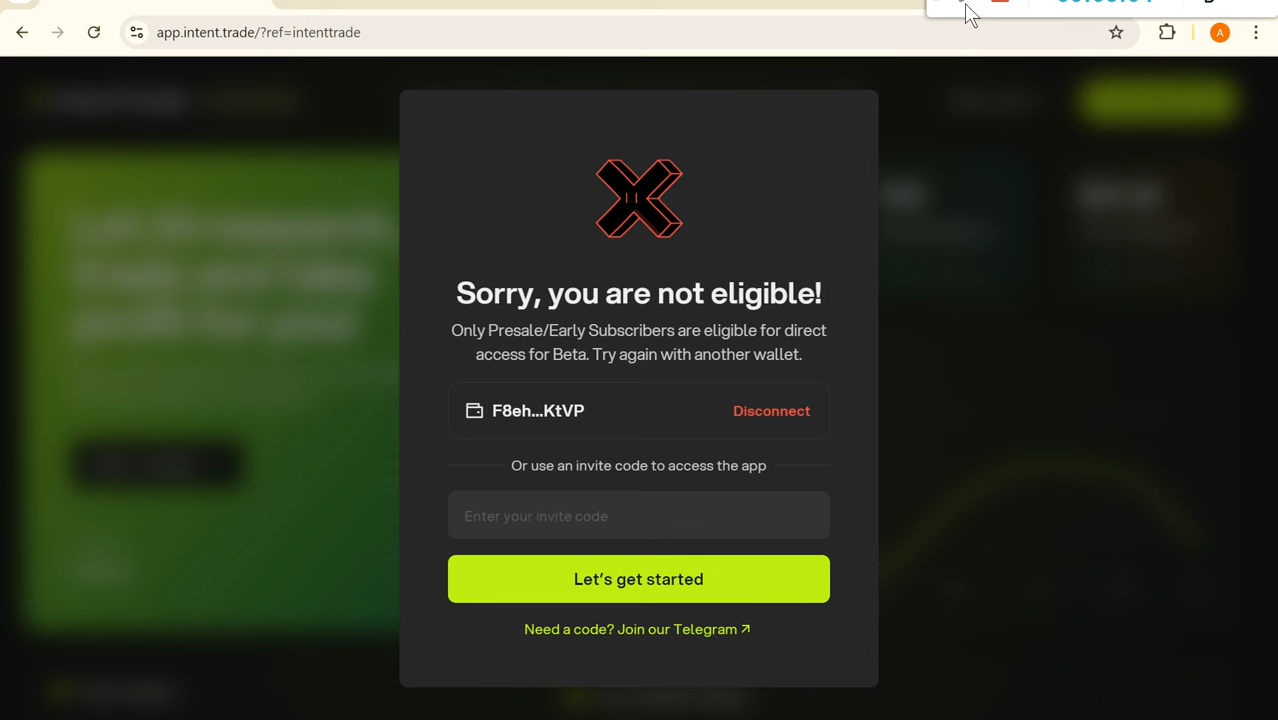 app.intent.trade/?ref=intenttrade
A
Sorry, you are not eligible!
Only Presale/Early Subscribers are eligible for direct
access for Beta. Try again with another wallet.
F8eh...KtVP
Disconnect
Or use an invite code to access the app
Enter your invite code
Let's get started
Need a code? Join our Telegram ↗